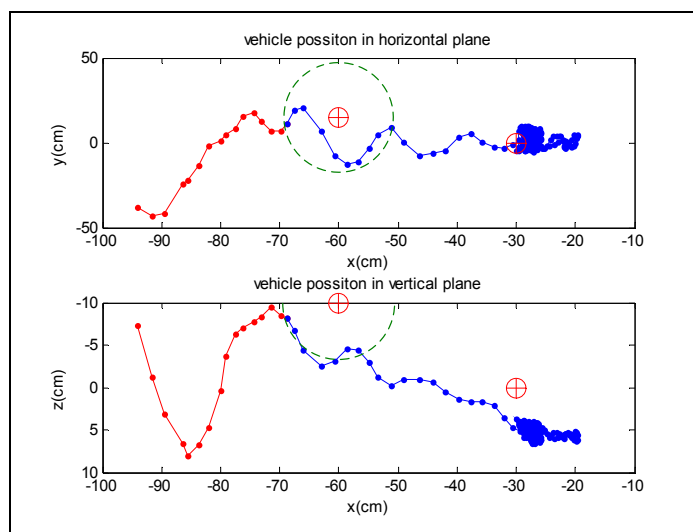 vehicle possiton in horizontal plane
50
0
-50
y(cm)
-100 -90 -80 -70 -60 -50 -40 -30 -20 -10
x(cm)
vehicle possiton in vertical plane
-10
-5
0
5
10
z(cm)
-100 -90 -80 -70 -60 -50 -40 -30 -20 -10
x(cm)